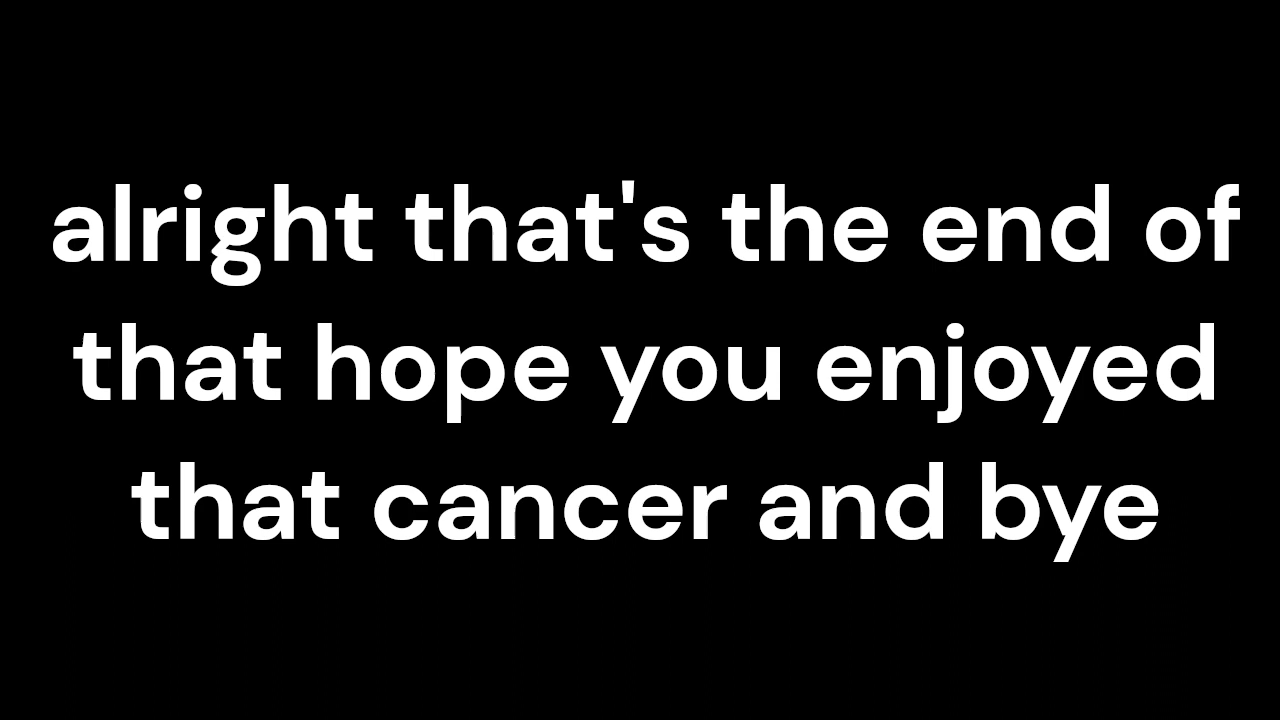 alright that's the end of
that hope you enjoyed
that cancer and bye